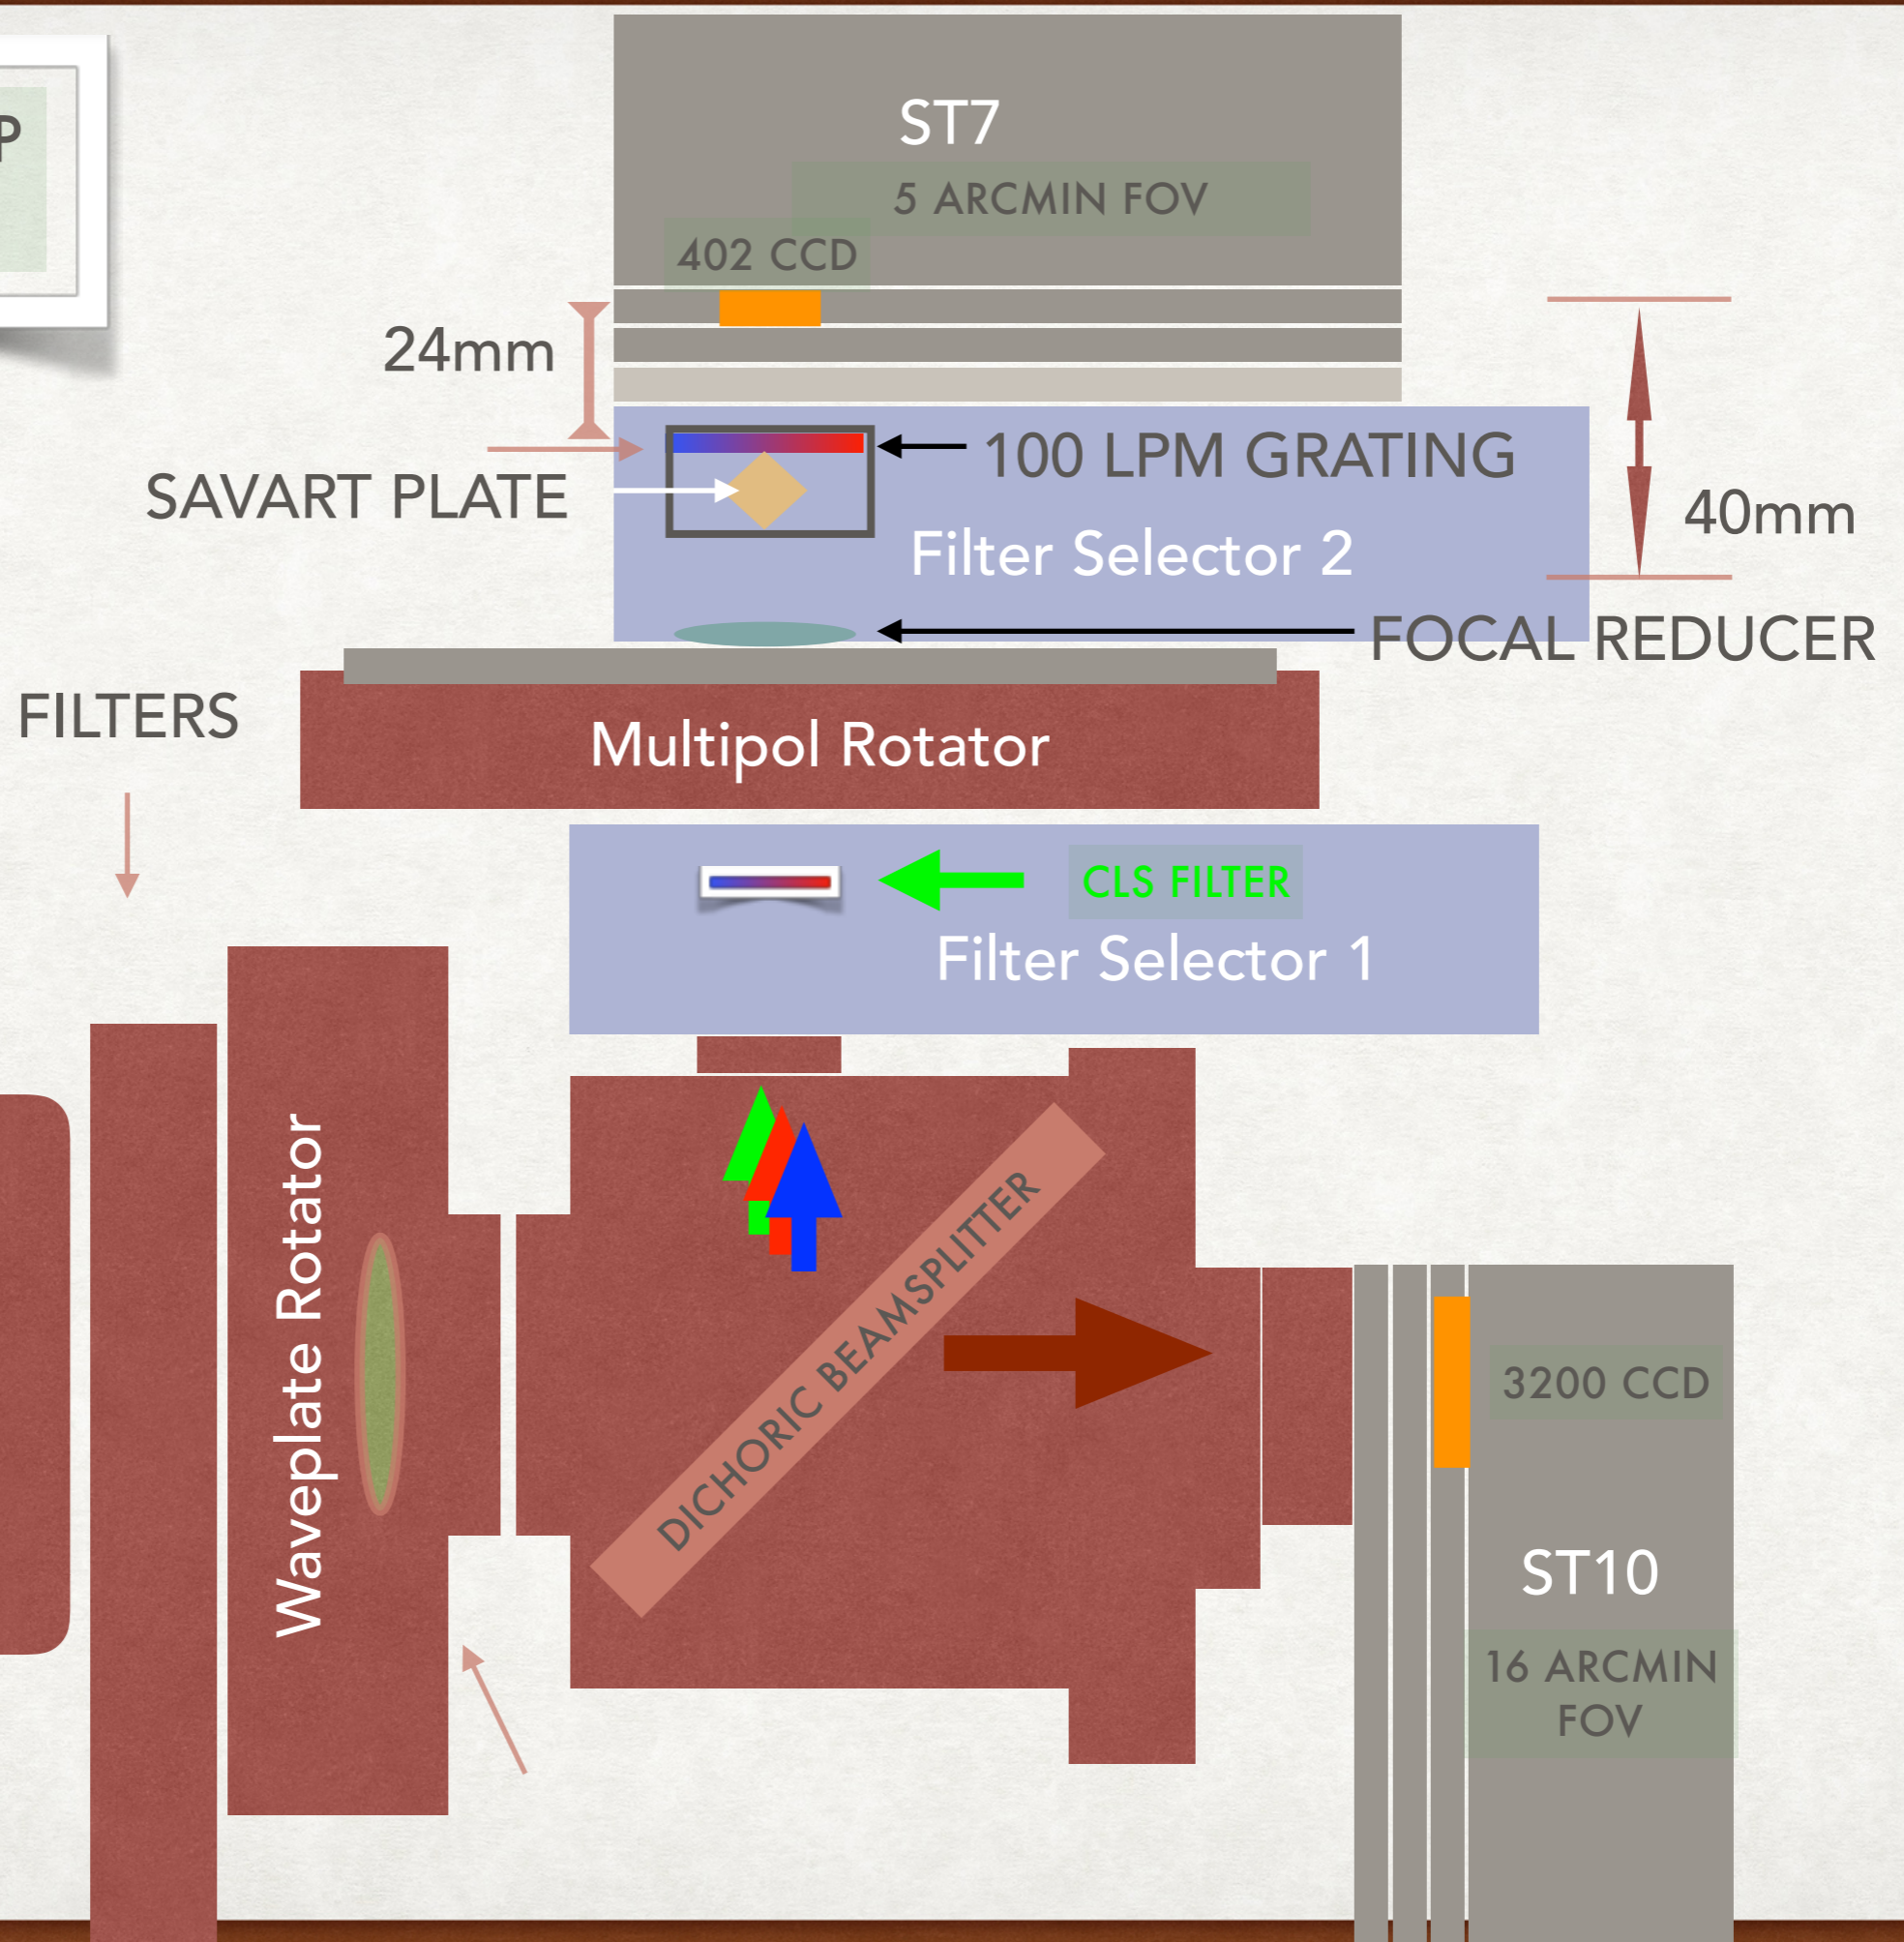 P
ST7
5 ARCMIN FOV
402 CCD
24mm
SAVART PLATE
100 LPM GRATING
40mm
Filter Selector 2
FOCAL REDUCER
FILTERS
Multipol Rotator
CLS FILTER
Filter Selector 1
Waveplate Rotator
DICHORIC BEAMSPLITTER
3200 CCD
ST10
16 ARCMIN
FOV